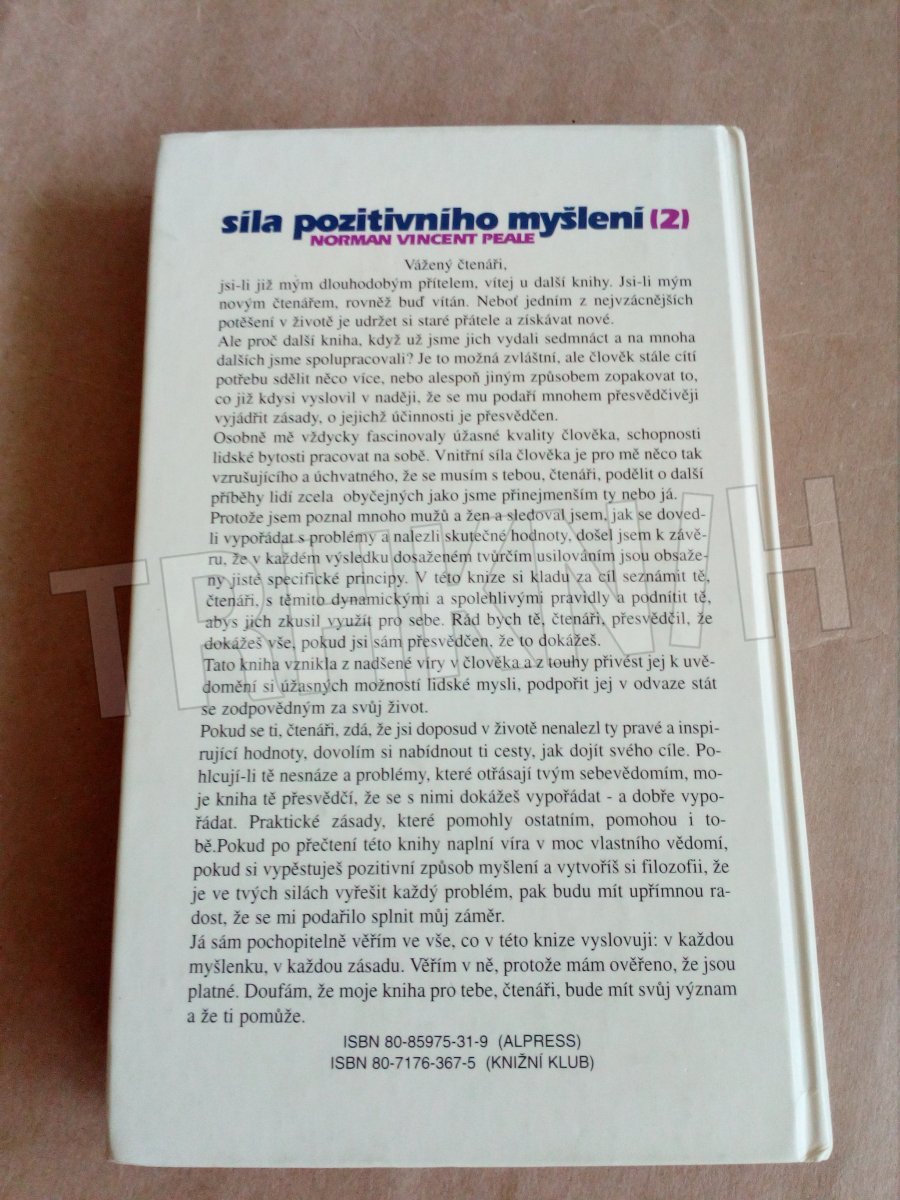 síla pozitivního myšlení (2)
NORMAN VINCENT PEALE
Vážený čtenáři,
jsi-li již mým dlouhodobým přítelem, vítej u další knihy. Jsi-li mým
novým čtenářem, rovněž buď vítán. Neboť jedním z nejvzácnějších
potěšení v životě je udržet si staré přátele a získávat nové.
Ale proč další kniha, když už jsme jich vydali sedmnáct a na mnoha
dalších jsme spolupracovali? Je to možná zvláštní, ale člověk stále cítí
potřebu sdělit něco více, nebo alespoň jiným způsobem zopakovat to,
co již kdysi vyslovil v naději, že se mu podaří mnohem přesvědčivěji
vyjádřit zásady, o jejichž účinnosti je přesvědčen.
Osobně mě vždycky fascinovaly úžasné kvality člověka, schopnosti
lidské bytosti pracovat na sobě. Vnitřní síla člověka je pro mě něco tak
vzrušujícího a úchvatného, že se musím s tebou, čtenáři, podělit o další
příběhy lidí zcela obyčejných jako jsme přinejmenším ty nebo já.
Protože jsem poznal mnoho mužů a žen a sledoval jsem, jak se doved-
li vypořádat s problémy a nalezli skutečné hodnoty, došel jsem k závě-
ru, že v každém výsledku dosaženém tvůrčím usilováním jsou obsaže-
ny jisté specifické principy. V této knize si kladu za cíl seznámit tě,
čtenáři, s těmito dynamickými a spolehlivými pravidly a podnítit tě,
abys jich zkusil využít pro sebe. Rád bych tě, čtenáři, přesvědčil, že
dokážeš vše, pokud jsi sám přesvědčen, že to dokážeš.
Tato kniha vznikla z nadšené víry v člověka a z touhy přivést jej k uvě-
domění si úžasných možností lidské mysli, podpořit jej v odvaze stát
se zodpovědným za svůj život.
Pokud se ti, čtenáři, zdá, že jsi doposud v životě nenalezl ty pravé a inspi-
rující hodnoty, dovolím si nabídnout ti cesty, jak dojít svého cíle. Po-
hlcují-li tě nesnáze a problémy, které otřásají tvým sebevědomím, mo-
je kniha tě přesvědčí, že se s nimi dokážeš vypořádat - a dobře vypo-
řádat. Praktické zásady, které pomohly ostatním, pomohou i to-
bě.Pokud po přečtení této knihy naplní víra v moc vlastního vědomí,
pokud si vypěstuješ pozitivní způsob myšlení a vytvoříš si filozofii, že
je ve tvých silách vyřešit každý problém, pak budu mít upřímnou ra-
dost, že se mi podařilo splnit můj záměr.
Já sám pochopitelně věřím ve vše, co v této knize vyslovuji: v každou
myšlenku, v každou zásadu. Věřím v ně, protože mám ověřeno, že jsou
platné. Doufám, že moje kniha pro tebe, čtenáři, bude mít svůj význam
a že ti pomůže.
ISBN 80-85975-31-9 (ALPRESS)
ISBN 80-7176-367-5 (KNIŽNÍ KLUB)